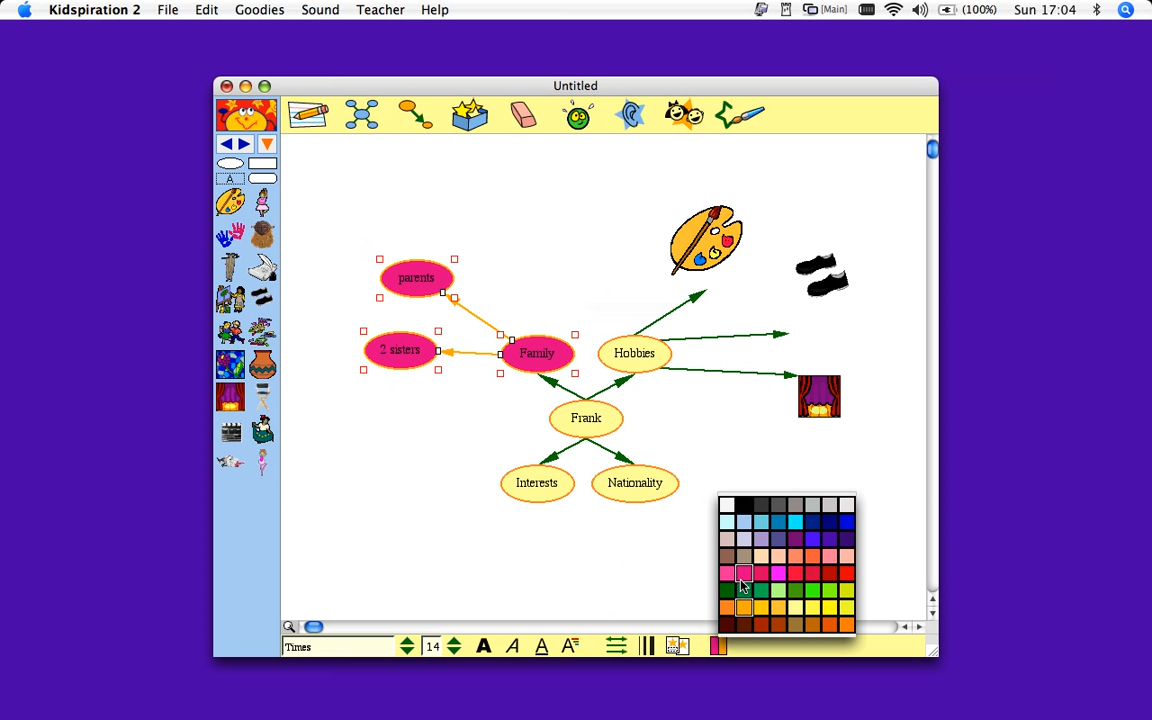 Kidspiration 2 File Edit Goodies Sound Teacher Help [Main] (100%) Sun 17:04
Untitled
A
parents
2 sisters Family Hobbies
Frank
Interests Nationality
Times 14 A A A A